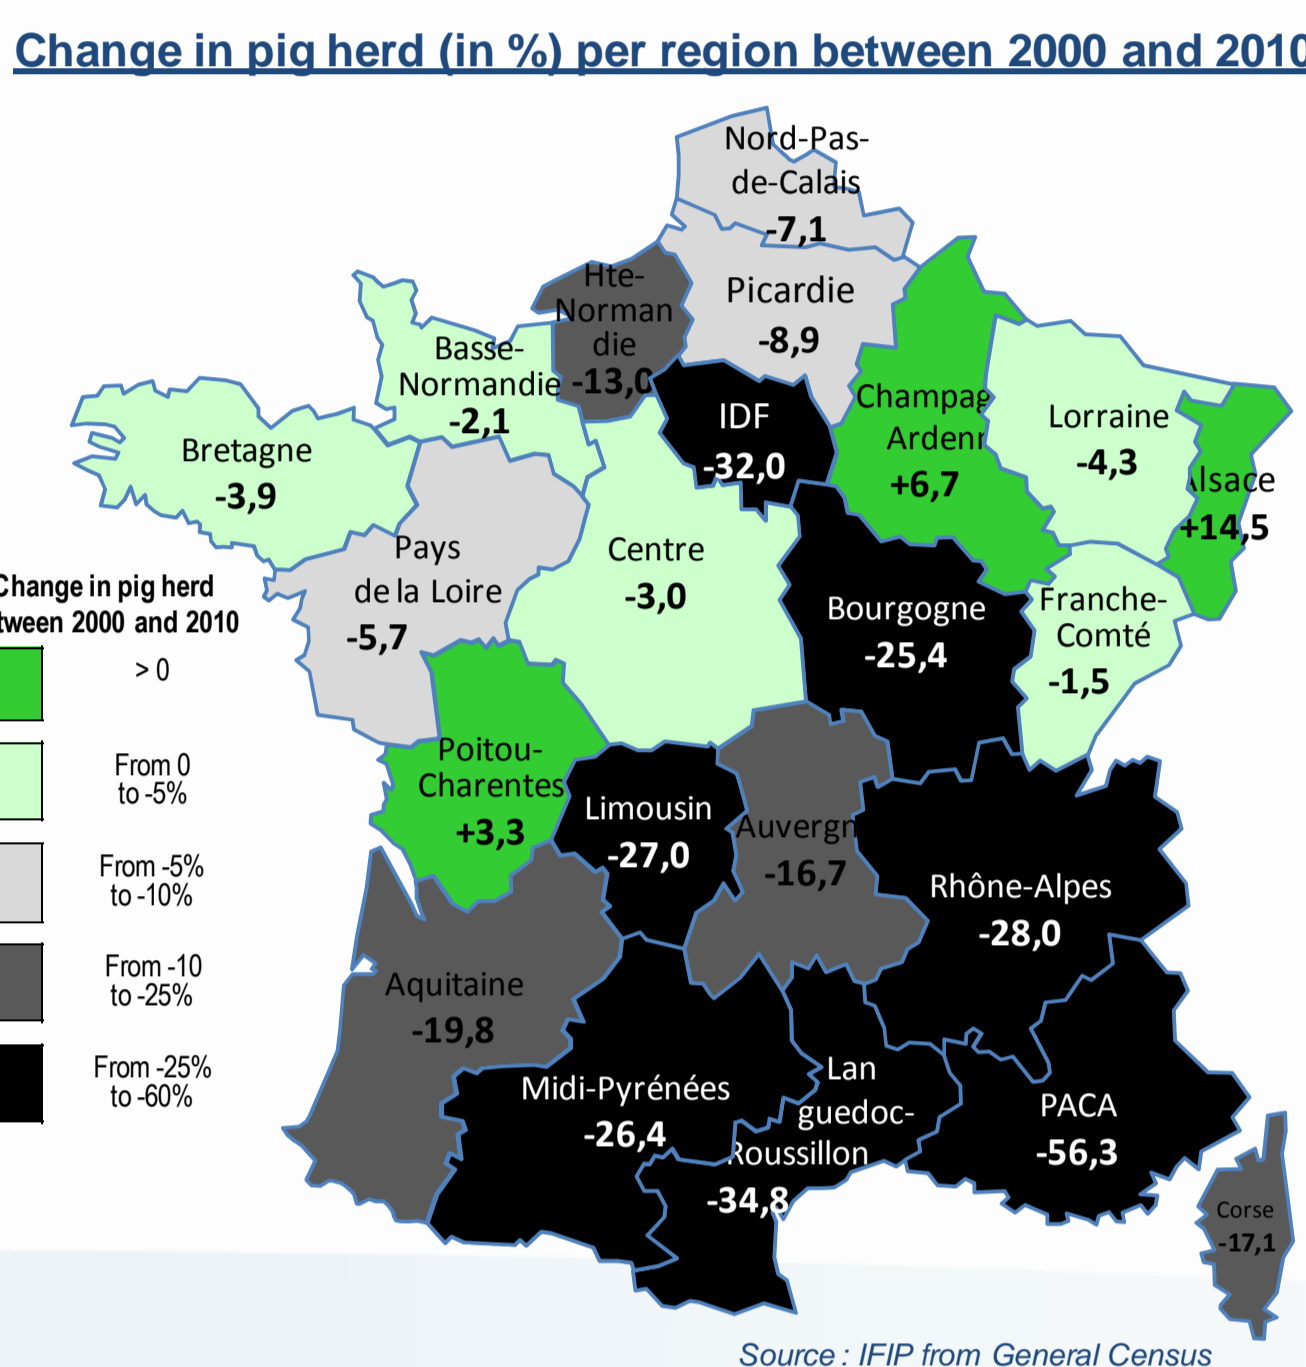 Change in pig herd (in %) per region between 2000 and 2010
Nord-Pas-
de-Calais
-7,1
Hte-
Norman
die
-13,0
Picardie
-8,9
Basse-
Normandie
-2,1
IDF
-32,0
Champag
Ardenn
+6,7
Lorraine
-4,3
Alsace
+14,5
Bretagne
-3,9
Pays
de la Loire
-5,7
Centre
-3,0
Bourgogne
-25,4
Franche-
Comté
-1,5
Change in pig herd
tween 2000 and 2010
> 0
From 0
to -5%
From -5%
to -10%
From -10
to -25%
From -25%
to -60%
Poitou-
Charentes
+3,3
Limousin
-27,0
Auvergn
-16,7
Rhône-Alpes
-28,0
Aquitaine
-19,8
Midi-Pyrénées
-26,4
Lan
guedoc-
Roussillon
-34,8
PACA
-56,3
Corse
-17,1
Source : IFIP from General Census